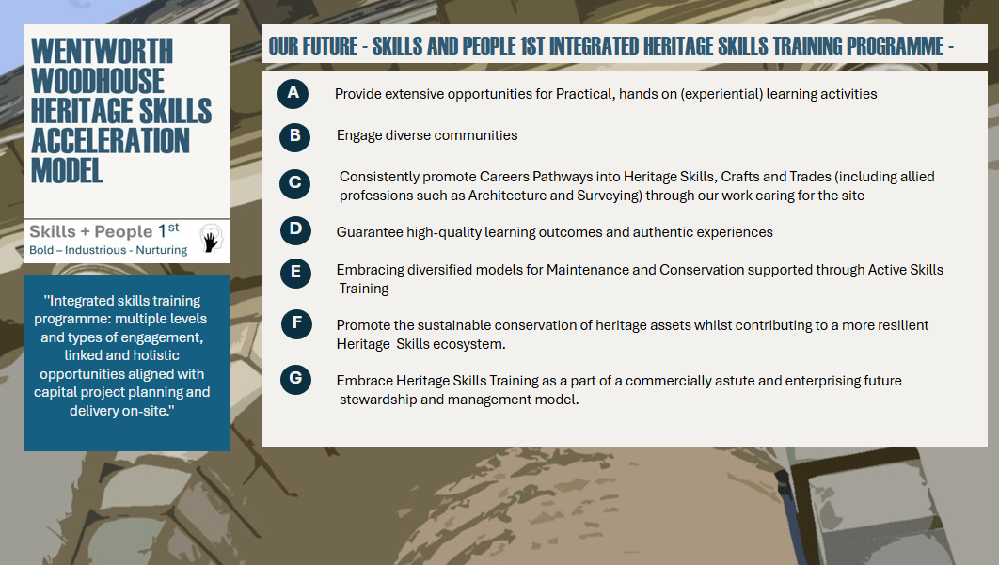 WENTWORTH
WOODHOUSE
HERITAGE SKILLS
ACCELERATION
MODEL
Skills + People 1st
Bold – Industrious - Nurturing
"Integrated skills training
programme: multiple levels
and types of engagement,
linked and holistic
opportunities aligned with
capital project planning and
delivery on-site."
OUR FUTURE - SKILLS AND PEOPLE 1ST INTEGRATED HERITAGE SKILLS TRAINING PROGRAMME -
A Provide extensive opportunities for Practical, hands on (experiential) learning activities
B Engage diverse communities
C Consistently promote Careers Pathways into Heritage Skills, Crafts and Trades (including allied
professions such as Architecture and Surveying) through our work caring for the site
D Guarantee high-quality learning outcomes and authentic experiences
E Embracing diversified models for Maintenance and Conservation supported through Active Skills
Training
F Promote the sustainable conservation of heritage assets whilst contributing to a more resilient
Heritage Skills ecosystem.
G Embrace Heritage Skills Training as a part of a commercially astute and enterprising future
stewardship and management model.